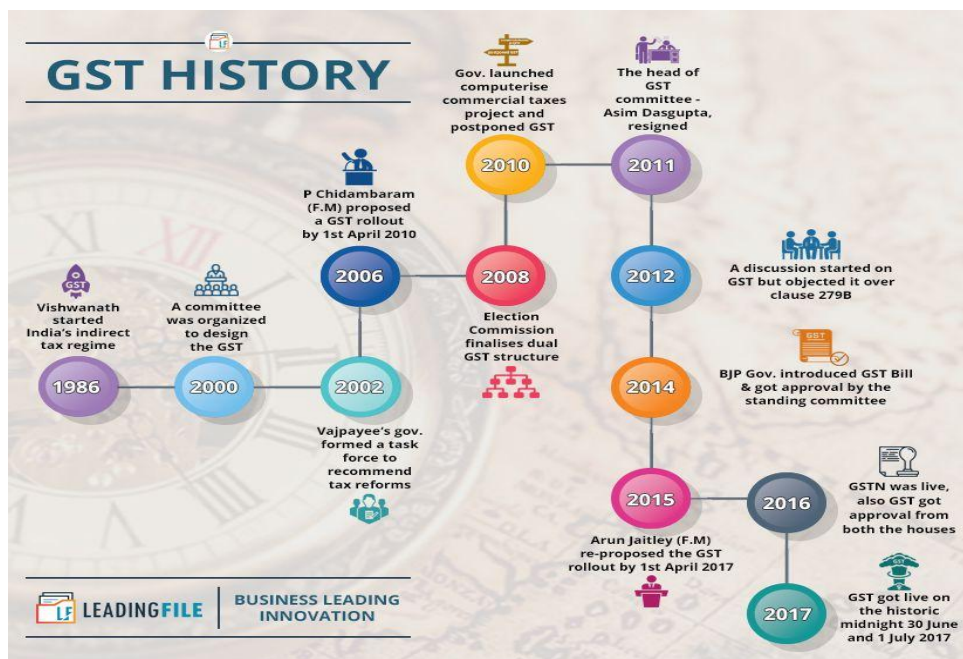 LF
GST HISTORY
GST
Vishwanath
started
India's indirect
tax regime
1986
A committee
was organized
to design
the GST
2000
2002
Vajpayee's gov.
formed a task
force to
recommend
tax reforms
P Chidambaram
(F.M) proposed
a GST rollout
by 1st April 2010
2006
2008
Election
Commission
finalises dual
GST structure
Gov. launched
computerise
commercial taxes
project and
postponed GST
2010
The head of
GST
committee -
Asim Dasgupta,
resigned
2011
2012
A discussion started on
GST but objected it over
clause 279B
2014
GST
BJP Gov. introduced GST Bill
& got approval by the
standing committee
2015
Arun Jaitley (F.M)
re-proposed the GST
rollout by 1st April 2017
2016
GSTN was live,
also GST got
approval from
both the houses
2017
GST
GST got live on
the historic
midnight 30 June
and 1 July 2017
LF LEADINGFILE
BUSINESS LEADING
INNOVATION
XII